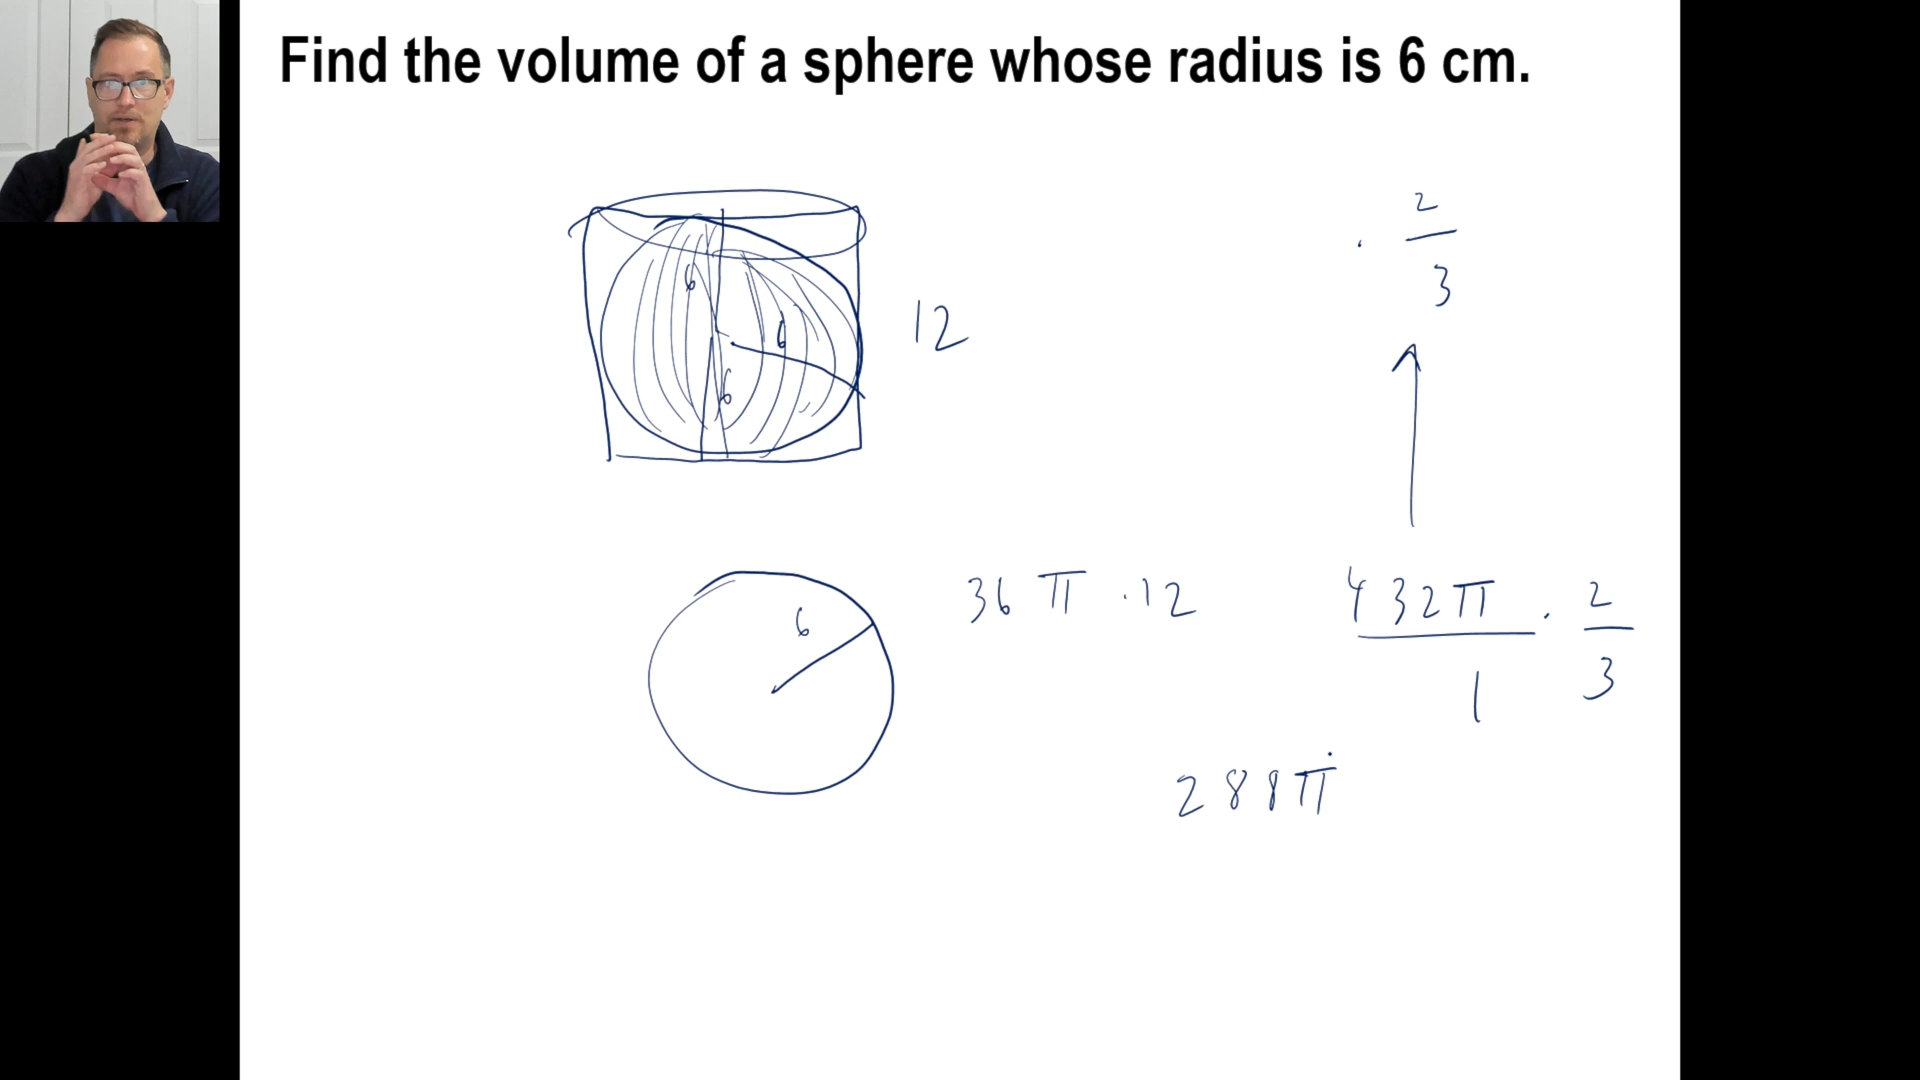 Find the volume of a sphere whose radius is 6 cm.
· 2/3
6
6
12
6
6
36π · 12
432π/1 · 2/3
288π